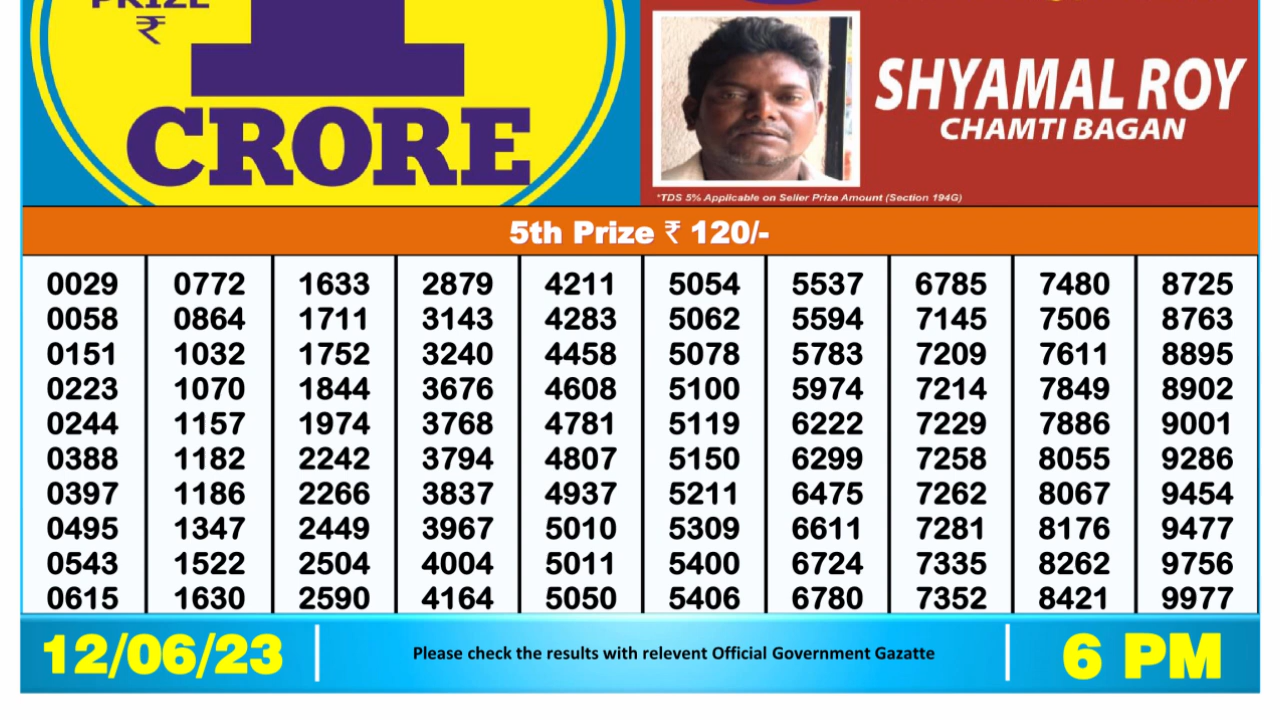 PRIZE
₹
1
CRORE
SHYAMAL ROY
CHAMTI BAGAN
*TDS 5% Applicable on Seller Prize Amount (Section 194G)
5th Prize ₹ 120/-
0029 0772 1633 2879 4211 5054 5537 6785 7480 8725
0058 0864 1711 3143 4283 5062 5594 7145 7506 8763
0151 1032 1752 3240 4458 5078 5783 7209 7611 8895
0223 1070 1844 3676 4608 5100 5974 7214 7849 8902
0244 1157 1974 3768 4781 5119 6222 7229 7886 9001
0388 1182 2242 3794 4807 5150 6299 7258 8055 9286
0397 1186 2266 3837 4937 5211 6475 7262 8067 9454
0495 1347 2449 3967 5010 5309 6611 7281 8176 9477
0543 1522 2504 4004 5011 5400 6724 7335 8262 9756
0615 1630 2590 4164 5050 5406 6780 7352 8421 9977
12/06/23
Please check the results with relevent Official Government Gazatte
6 PM